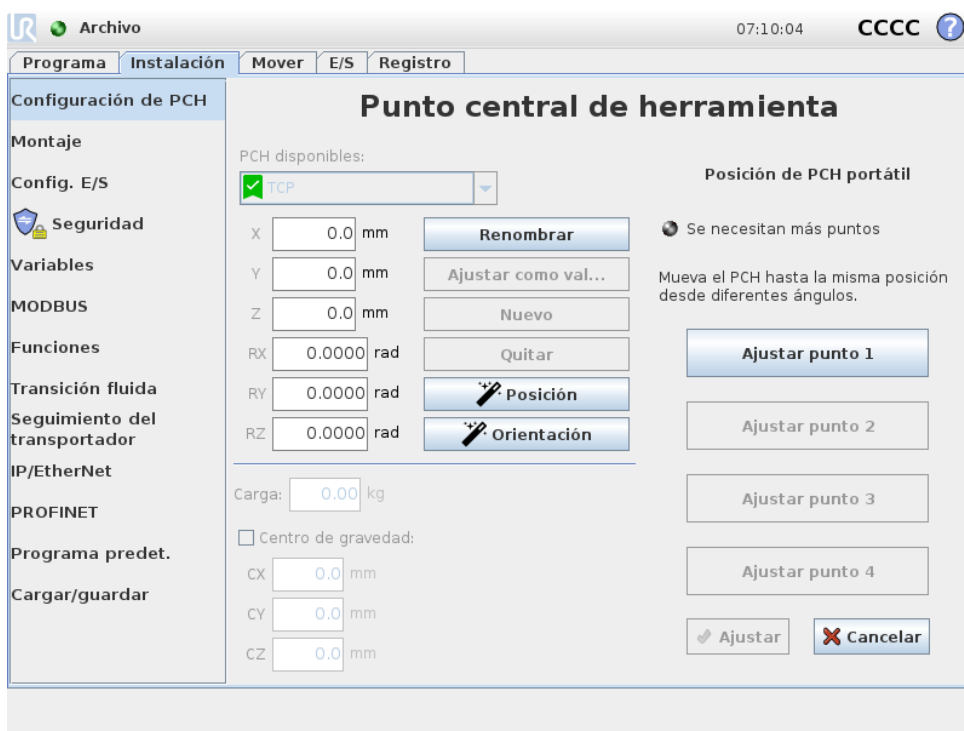 UR Archivo 07:10:04 CCCC ?
Programa Instalación Mover E/S Registro
Configuración de PCH
Montaje
Config. E/S
Seguridad
Variables
MODBUS
Funciones
Transición fluida
Seguimiento del
transportador
IP/EtherNet
PROFINET
Programa predet.
Cargar/guardar
Punto central de herramienta
PCH disponibles:
TCP
X 0.0 mm Renombrar
Y 0.0 mm Ajustar como val...
Z 0.0 mm Nuevo
RX 0.0000 rad Quitar
RY 0.0000 rad Posición
RZ 0.0000 rad Orientación
Carga: 0.00 kg
Centro de gravedad:
CX 0.0 mm
CY 0.0 mm
CZ 0.0 mm
Posición de PCH portátil
Se necesitan más puntos
Mueva el PCH hasta la misma posición
desde diferentes ángulos.
Ajustar punto 1
Ajustar punto 2
Ajustar punto 3
Ajustar punto 4
Ajustar Cancelar